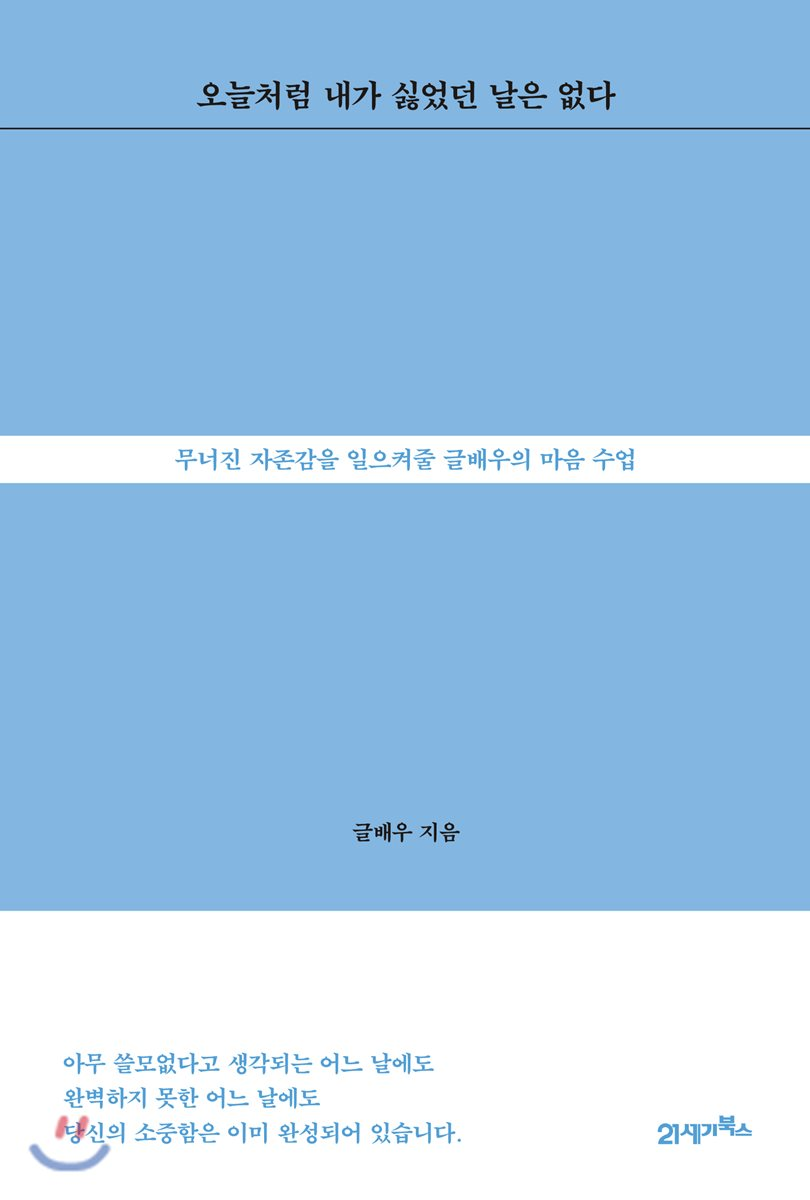 오늘처럼 내가 싫었던 날은 없다
무너진 자존감을 일으켜줄 글배우의 마음 수업
글배우 지음
아무 쓸모없다고 생각되는 어느 날에도
완벽하지 못한 어느 날에도
당신의 소중함은 이미 완성되어 있습니다.
21세기북스